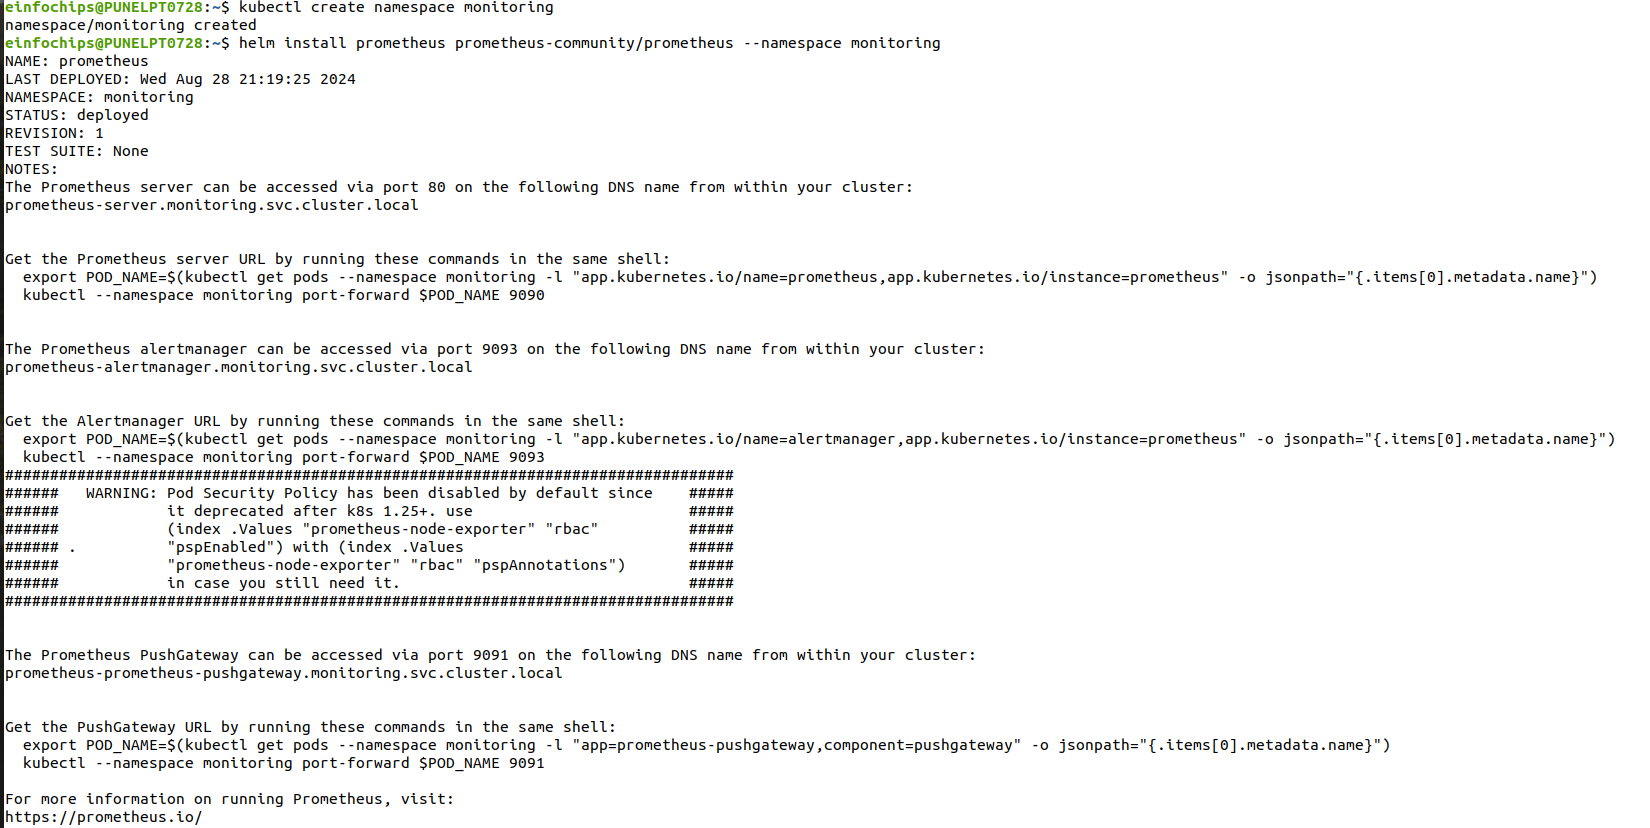 einfochips@PUNELPT0728:~$ kubectl create namespace monitoring
namespace/monitoring created
einfochips@PUNELPT0728:~$ helm install prometheus prometheus-community/prometheus --namespace monitoring
NAME: prometheus
LAST DEPLOYED: Wed Aug 28 21:19:25 2024
NAMESPACE: monitoring
STATUS: deployed
REVISION: 1
TEST SUITE: None
NOTES:
The Prometheus server can be accessed via port 80 on the following DNS name from within your cluster:
prometheus-server.monitoring.svc.cluster.local
Get the Prometheus server URL by running these commands in the same shell:
  export POD_NAME=$(kubectl get pods --namespace monitoring -l "app.kubernetes.io/name=prometheus,app.kubernetes.io/instance=prometheus" -o jsonpath="{.items[0].metadata.name}")
  kubectl --namespace monitoring port-forward $POD_NAME 9090
The Prometheus alertmanager can be accessed via port 9093 on the following DNS name from within your cluster:
prometheus-alertmanager.monitoring.svc.cluster.local
Get the Alertmanager URL by running these commands in the same shell:
  export POD_NAME=$(kubectl get pods --namespace monitoring -l "app.kubernetes.io/name=alertmanager,app.kubernetes.io/instance=prometheus" -o jsonpath="{.items[0].metadata.name}")
  kubectl --namespace monitoring port-forward $POD_NAME 9093
#################################################################################
######   WARNING: Pod Security Policy has been disabled by default since    #####
######            it deprecated after k8s 1.25+. use                        #####
######            (index .Values "prometheus-node-exporter" "rbac"          #####
###### .          "pspEnabled") with (index .Values                         #####
######            "prometheus-node-exporter" "rbac" "pspAnnotations")       #####
######            in case you still need it.                                #####
#################################################################################
The Prometheus PushGateway can be accessed via port 9091 on the following DNS name from within your cluster:
prometheus-prometheus-pushgateway.monitoring.svc.cluster.local
Get the PushGateway URL by running these commands in the same shell:
  export POD_NAME=$(kubectl get pods --namespace monitoring -l "app=prometheus-pushgateway,component=pushgateway" -o jsonpath="{.items[0].metadata.name}")
  kubectl --namespace monitoring port-forward $POD_NAME 9091
For more information on running Prometheus, visit:
https://prometheus.io/